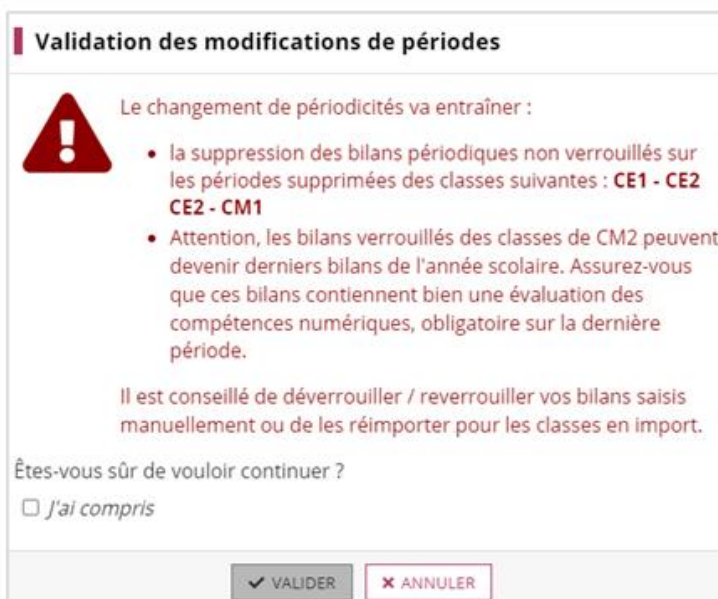 Validation des modifications de périodes
Le changement de périodicités va entraîner :
• la suppression des bilans périodiques non verrouillés sur
les périodes supprimées des classes suivantes : CE1 - CE2
CE2 - CM1
• Attention, les bilans verrouillés des classes de CM2 peuvent
devenir derniers bilans de l'année scolaire. Assurez-vous
que ces bilans contiennent bien une évaluation des
compétences numériques, obligatoire sur la dernière
période.
Il est conseillé de déverrouiller / reverrouiller vos bilans saisis
manuellement ou de les réimporter pour les classes en import.
Êtes-vous sûr de vouloir continuer ?
J'ai compris
VALIDER ANNULER